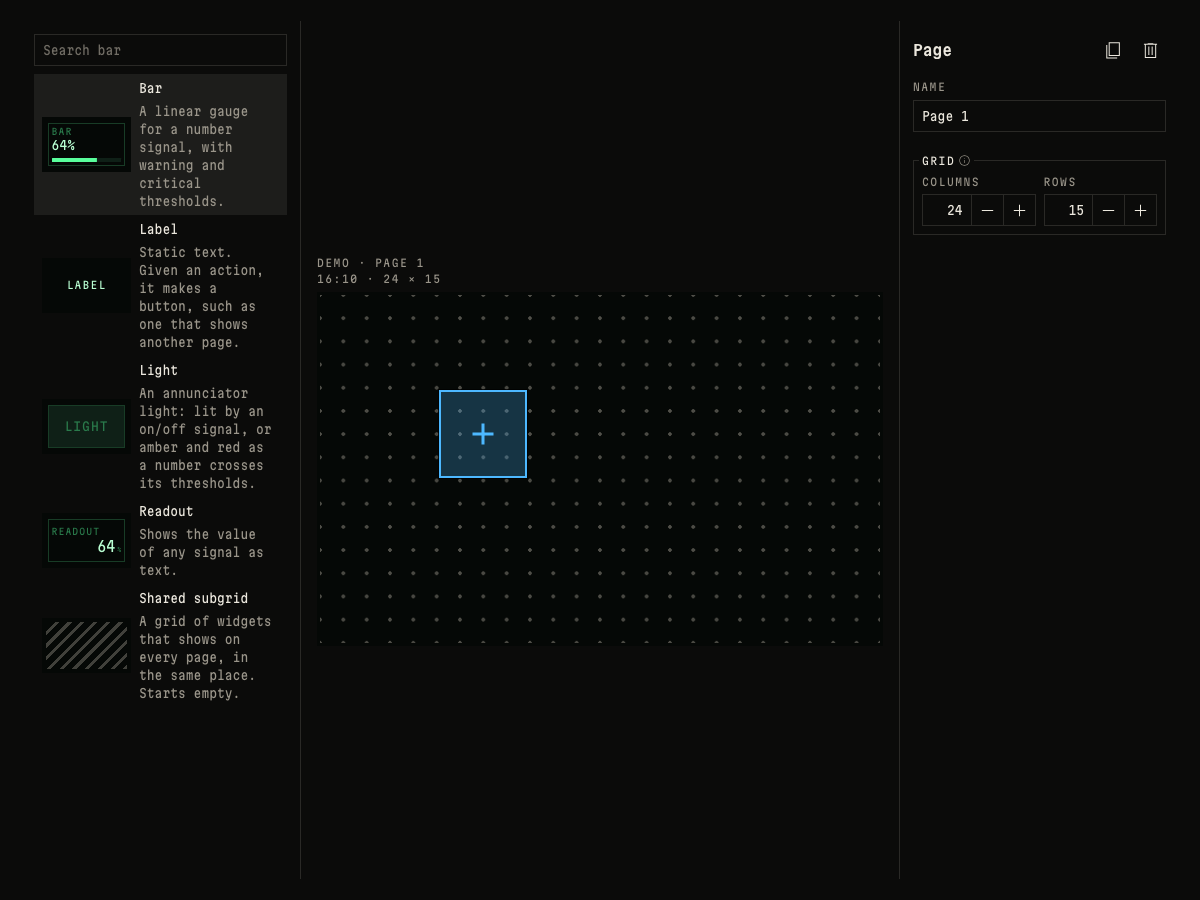 Search bar
Bar
A linear gauge
for a number
signal, with
warning and
critical
thresholds.
BAR
64%
Label
Static text.
Given an action,
it makes a
button, such as
one that shows
another page.
LABEL
Light
An annunciator
light: lit by an
on/off signal, or
amber and red as
a number crosses
its thresholds.
LIGHT
Readout
Shows the value
of any signal as
text.
READOUT
64%
Shared subgrid
A grid of widgets
that shows on
every page, in
the same place.
Starts empty.
DEMO · PAGE 1
16:10 · 24 × 15
Page
NAME
Page 1
GRID
COLUMNS ROWS
24 15